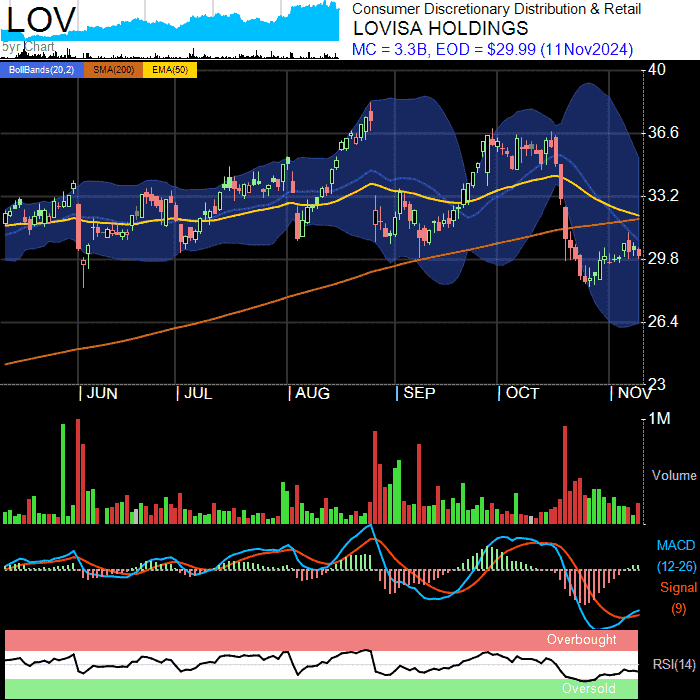 LOV
Consumer Discretionary Distribution & Retail
LOVISA HOLDINGS
MC = 3.3B, EOD = $29.99 (11Nov2024)
5yr Chart
BollBands(20,2) SMA(200) EMA(50)
40
36.6
33.2
29.8
26.4
23
JUN JUL AUG SEP OCT NOV
1M
Volume
MACD
(12-26)
Signal
(9)
Overbought
RSI(14)
Oversold